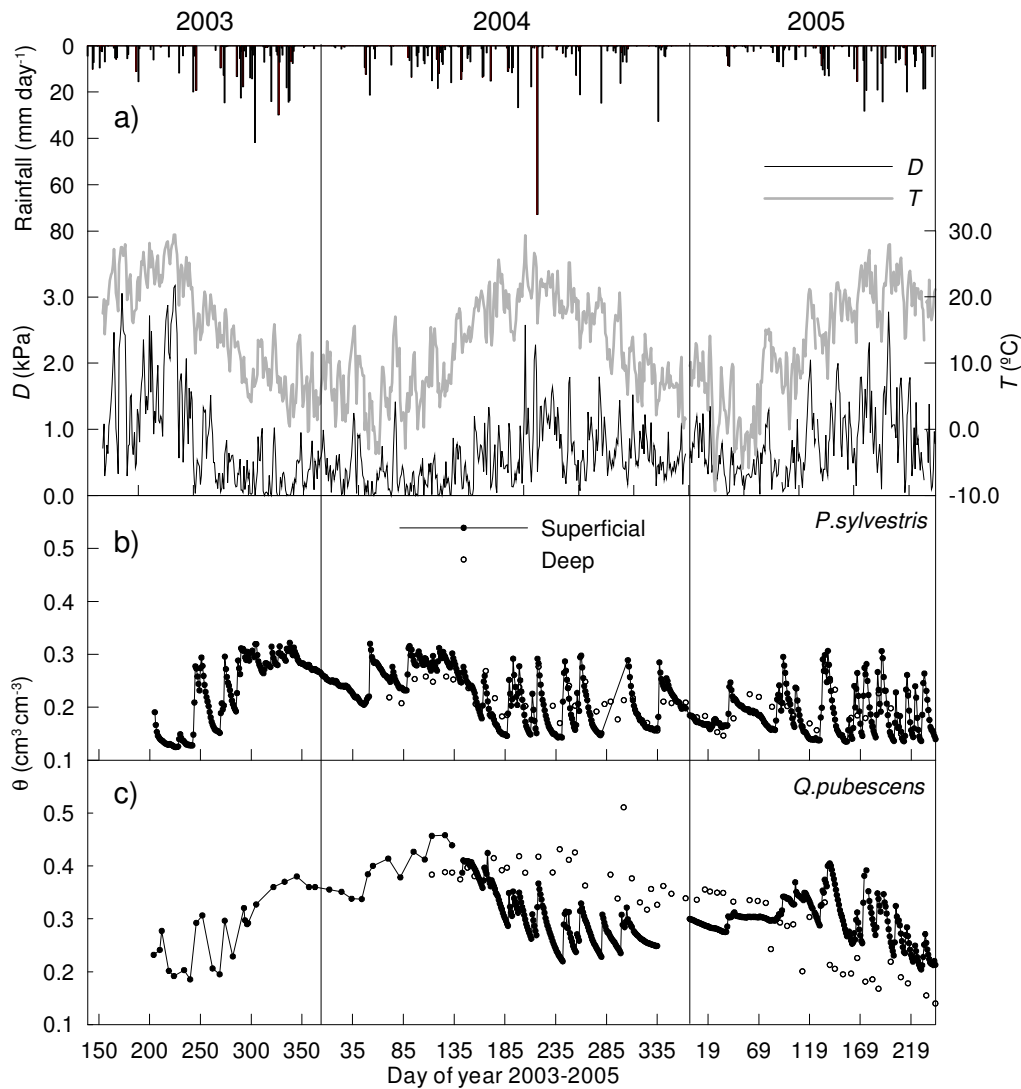 2003 2004 2005
Rainfall (mm day-1)
0
20
40
60
80
a)
D
T
30.0
20.0
10.0
0.0
-10.0
T (ºC)
D (kPa)
3.0
2.0
1.0
0.0
b)
Superficial
Deep
P.sylvestris
0.5
0.4
0.3
0.2
0.1
θ (cm3 cm-3)
c)
Q.pubescens
0.5
0.4
0.3
0.2
0.1
150 200 250 300 350 35 85 135 185 235 285 335 19 69 119 169 219
Day of year 2003-2005